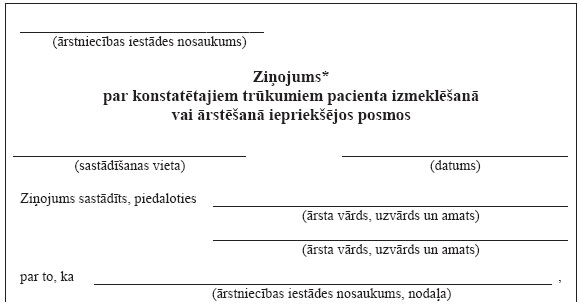 (ārstniecības iestādes nosaukums)
Ziņojums*
par konstatētajiem trūkumiem pacienta izmeklēšanā
vai ārstēšanā iepriekšējos posmos
(sastādīšanas vieta) (datums)
Ziņojums sastādīts, piedaloties
(ārsta vārds, uzvārds un amats)
(ārsta vārds, uzvārds un amats)
par to, ka ,
(ārstniecības iestādes nosaukums, nodaļa)